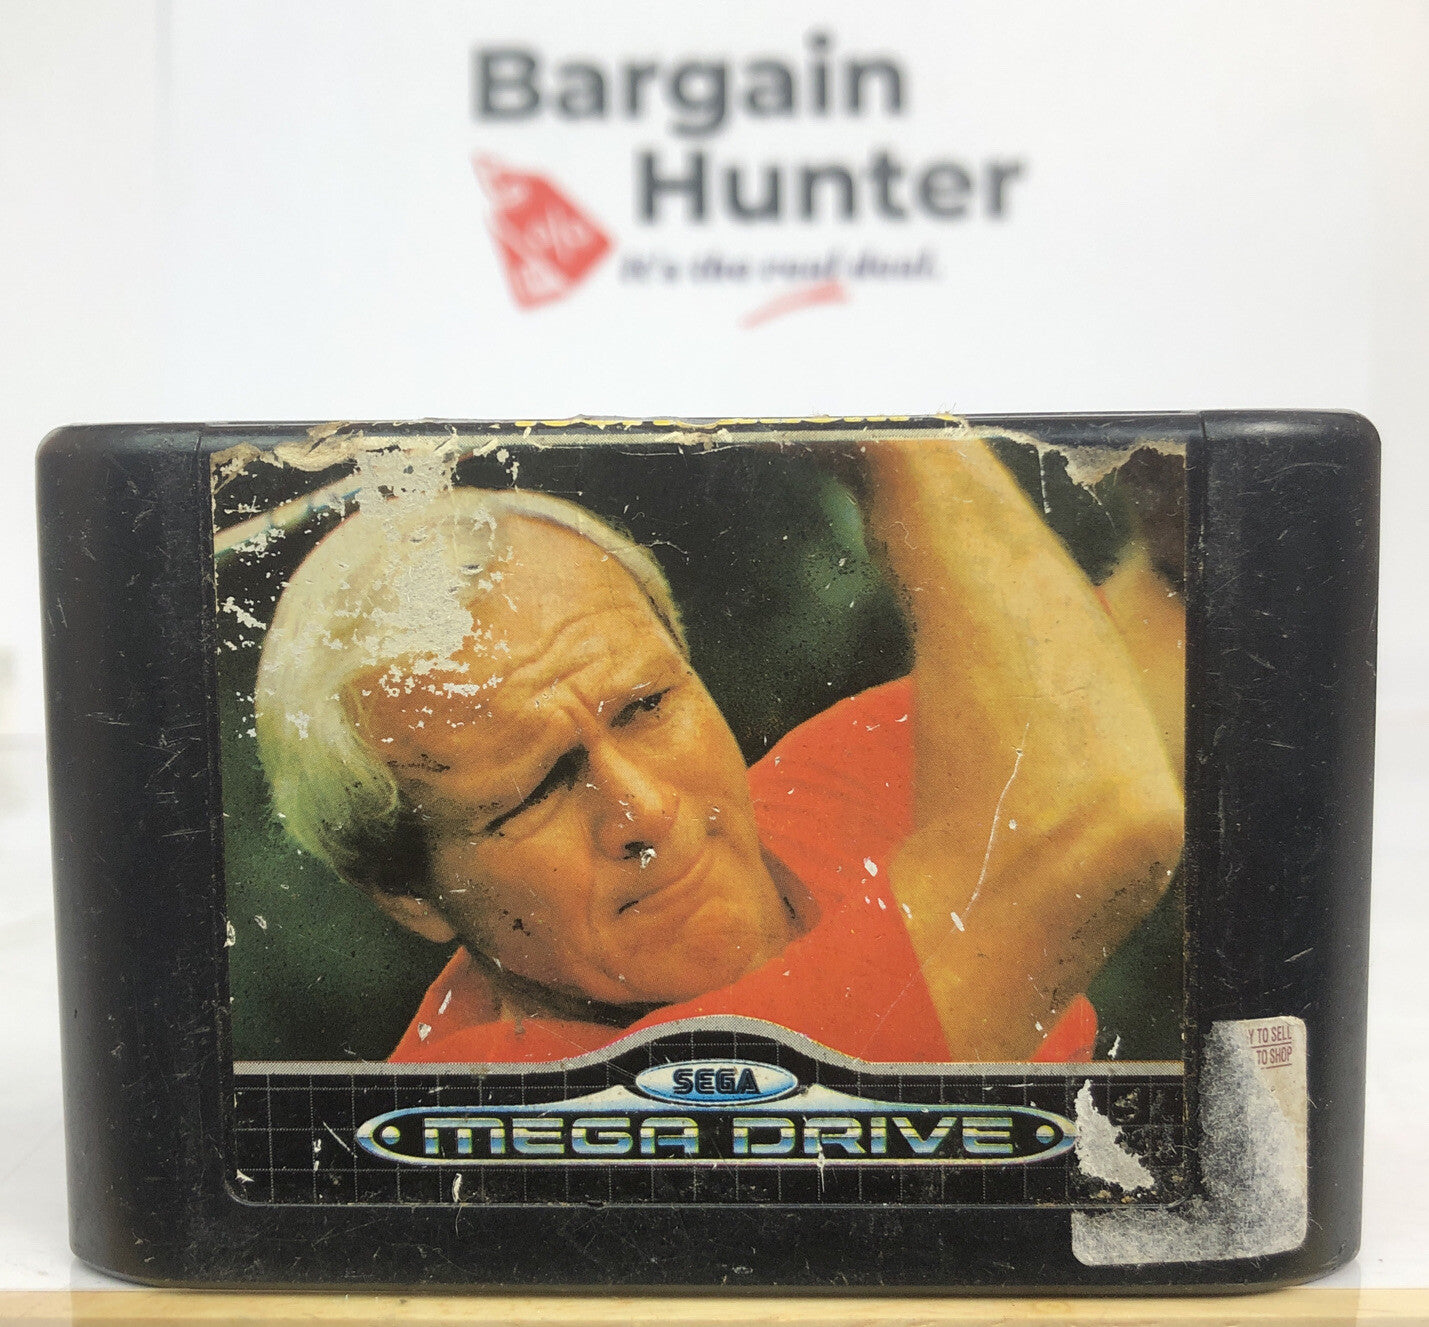 Bargain
Hunter
It's the real deal.
SEGA
MEGA DRIVE
Y TO SELL
TO SHOP